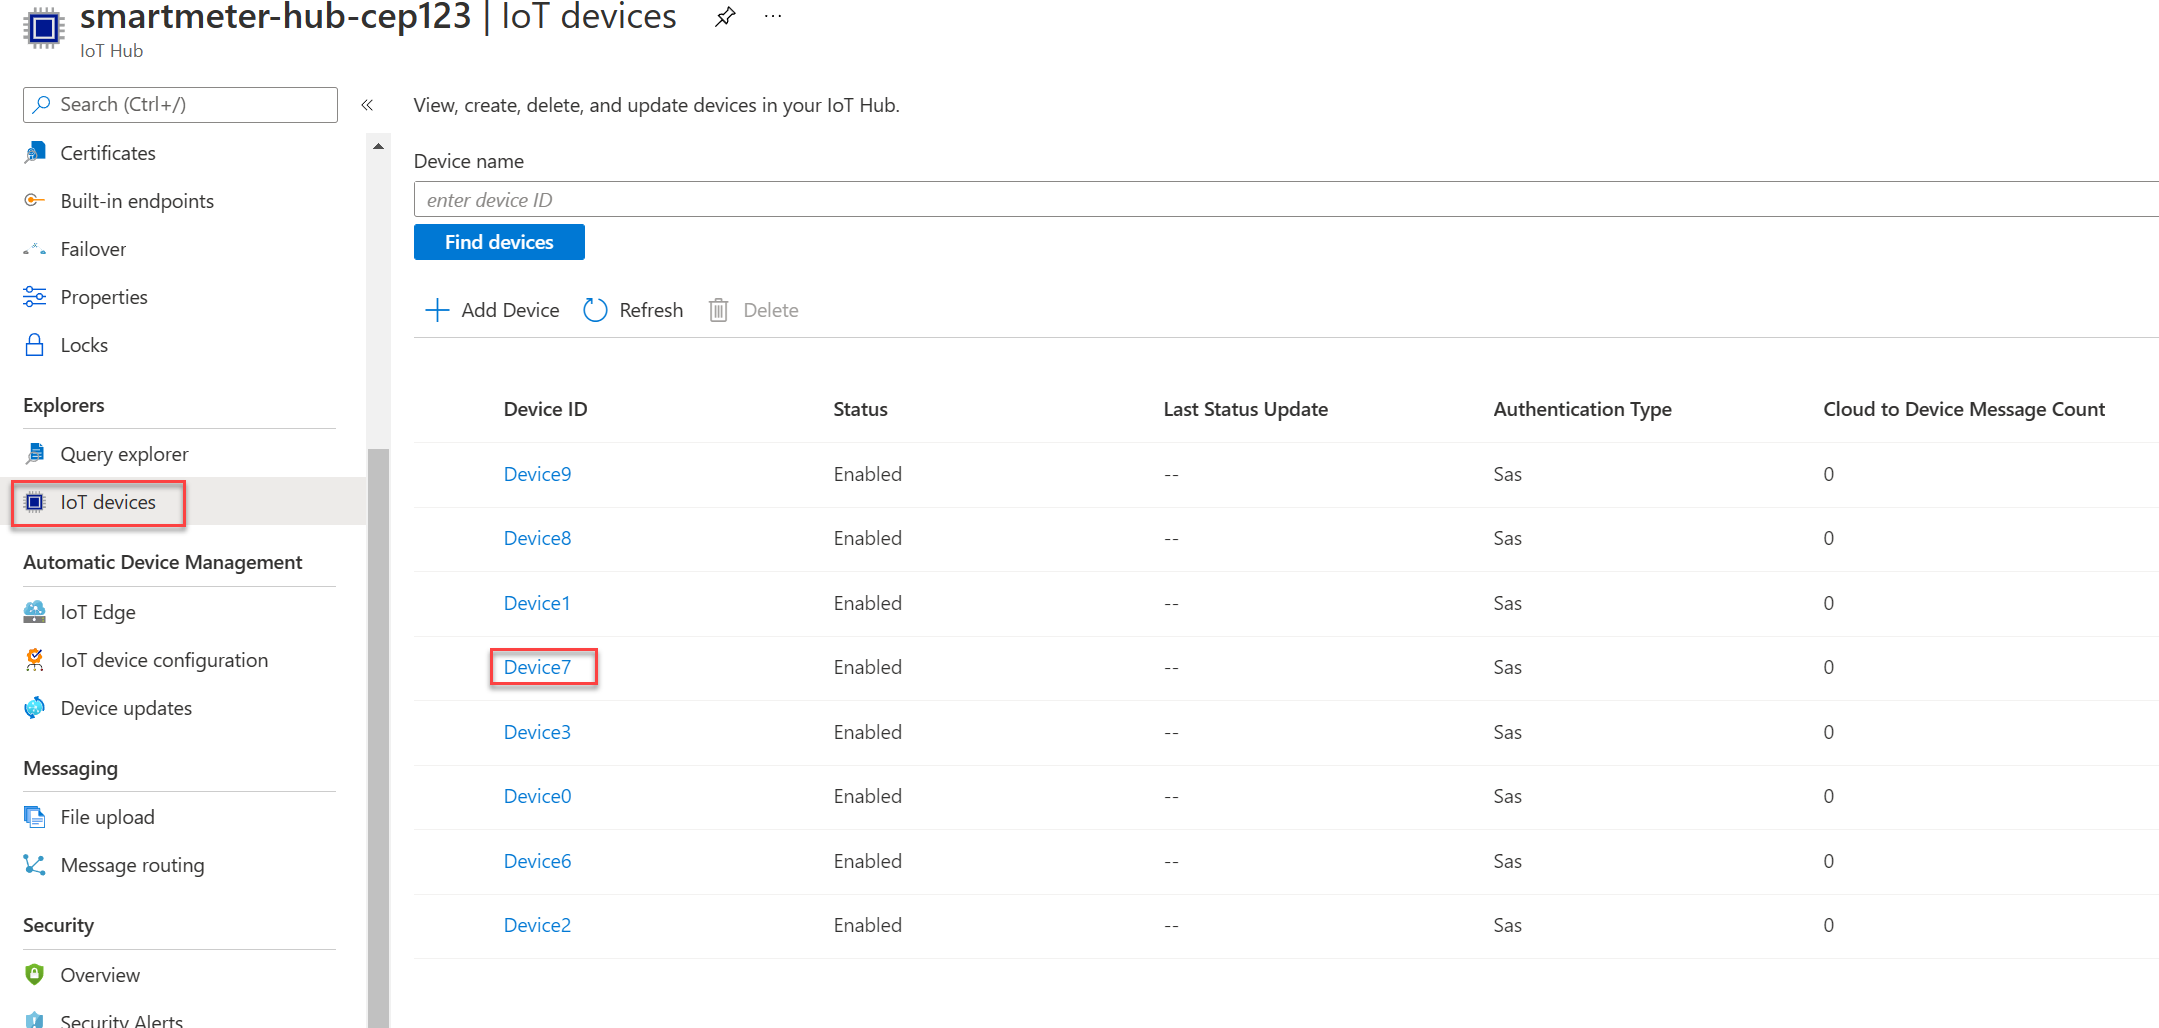 smartmeter-hub-cep123 | IoT devices
IoT Hub
Search (Ctrl+/)
Certificates
Built-in endpoints
Failover
Properties
Locks
Explorers
Query explorer
IoT devices
Automatic Device Management
IoT Edge
IoT device configuration
Device updates
Messaging
File upload
Message routing
Security
Overview
Security Alerts
View, create, delete, and update devices in your IoT Hub.
Device name
enter device ID
Find devices
Add Device Refresh Delete
Device ID Status Last Status Update Authentication Type Cloud to Device Message Count
Device9 Enabled -- Sas 0
Device8 Enabled -- Sas 0
Device1 Enabled -- Sas 0
Device7 Enabled -- Sas 0
Device3 Enabled -- Sas 0
Device0 Enabled -- Sas 0
Device6 Enabled -- Sas 0
Device2 Enabled -- Sas 0